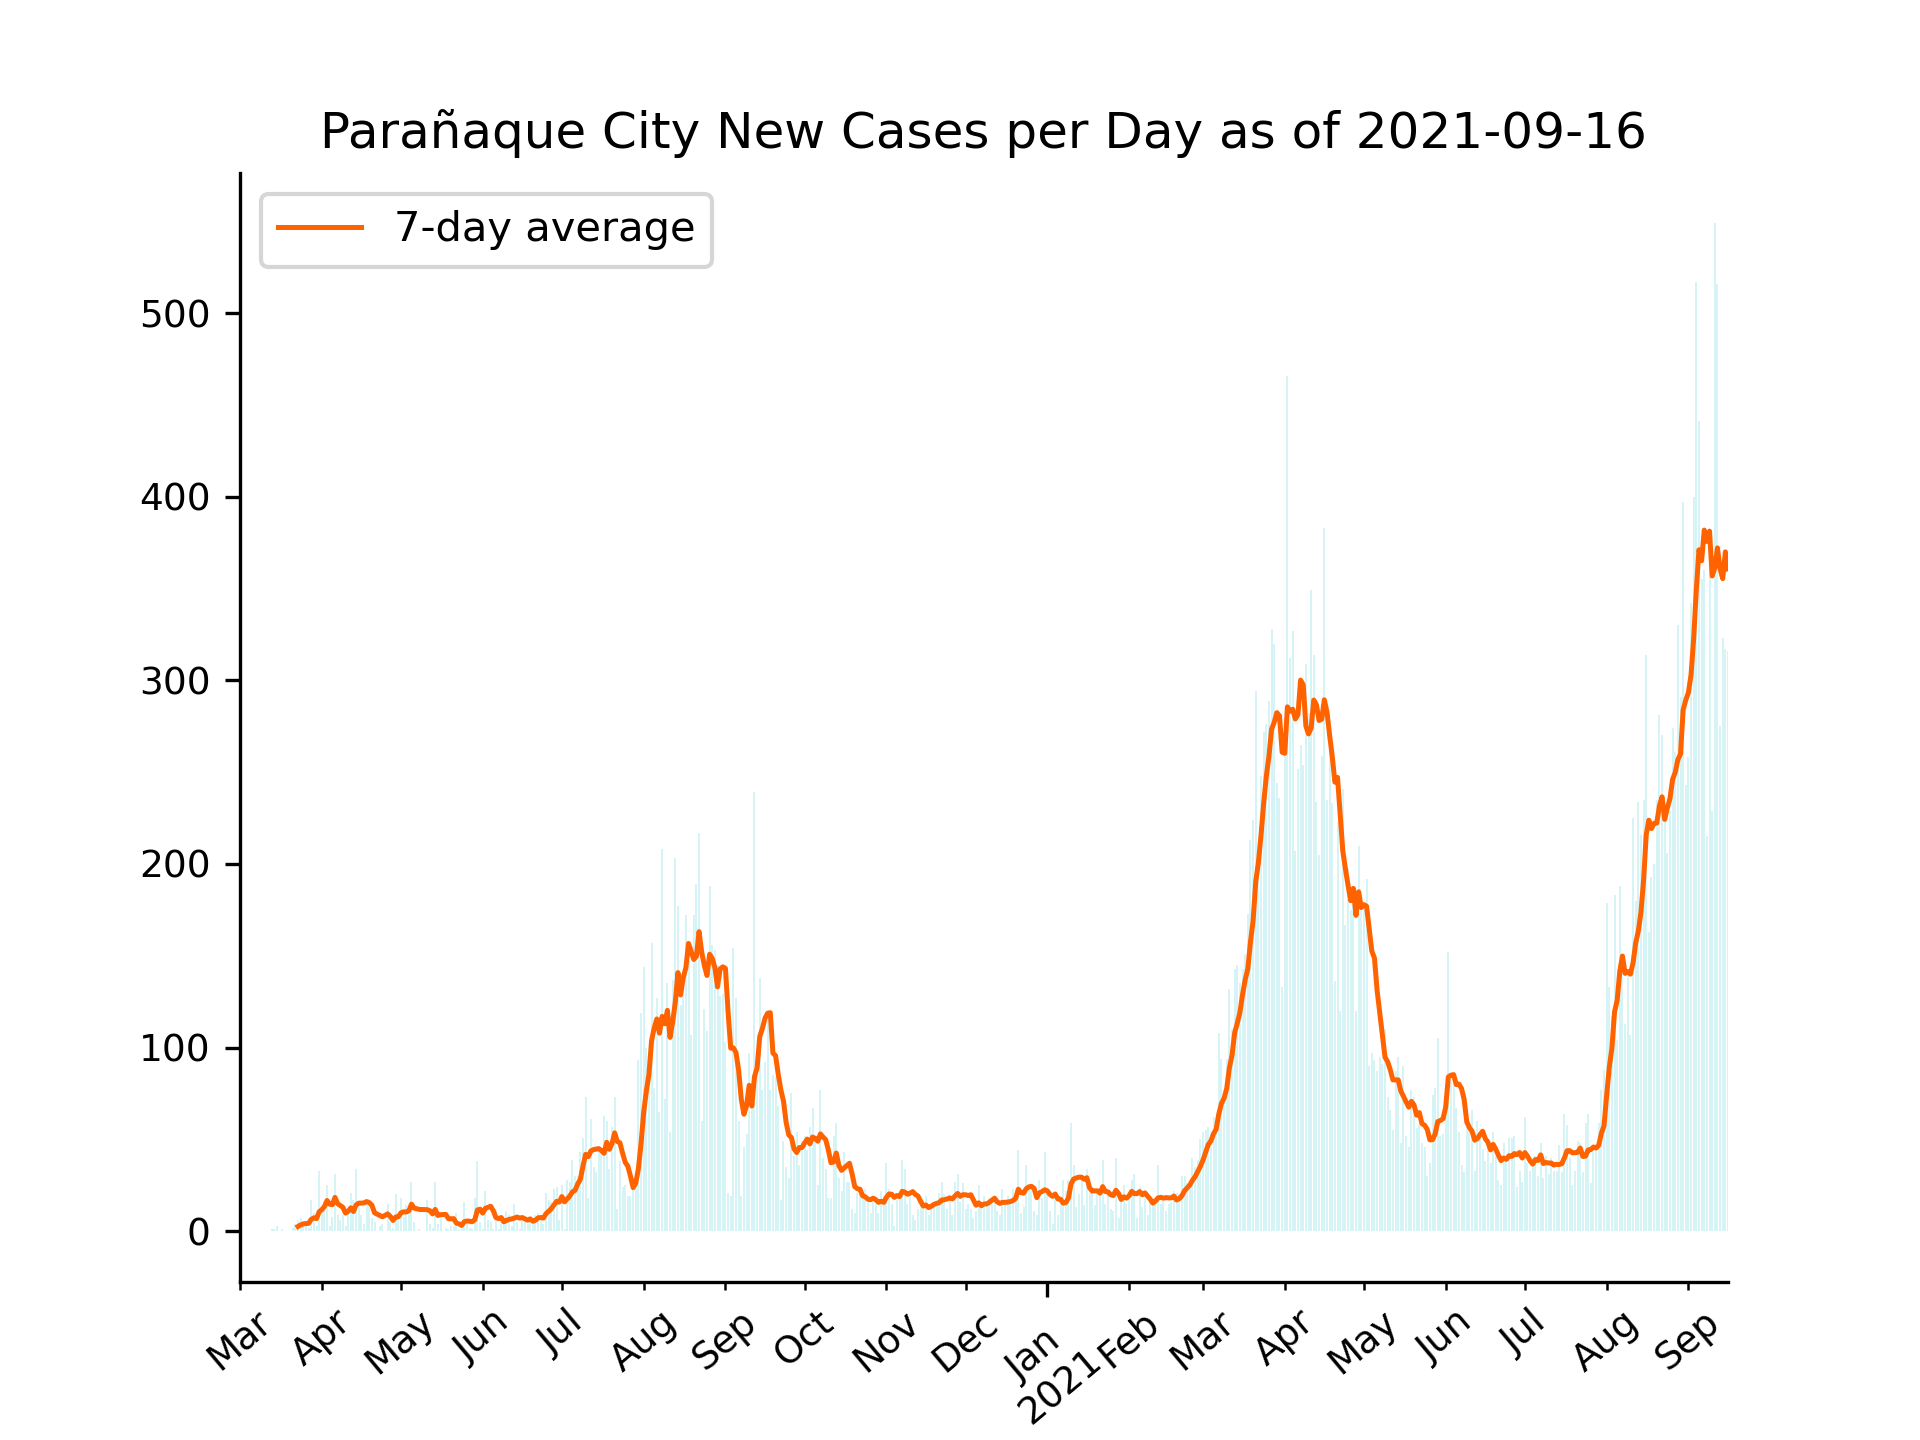 Parañaque City New Cases per Day as of 2021-09-16
7-day average
500
400
300
200
100
0
Mar
Apr
May
Jun
Jul
Aug
Sep
Oct
Nov
Dec
Jan
2021
Feb
Mar
Apr
May
Jun
Jul
Aug
Sep